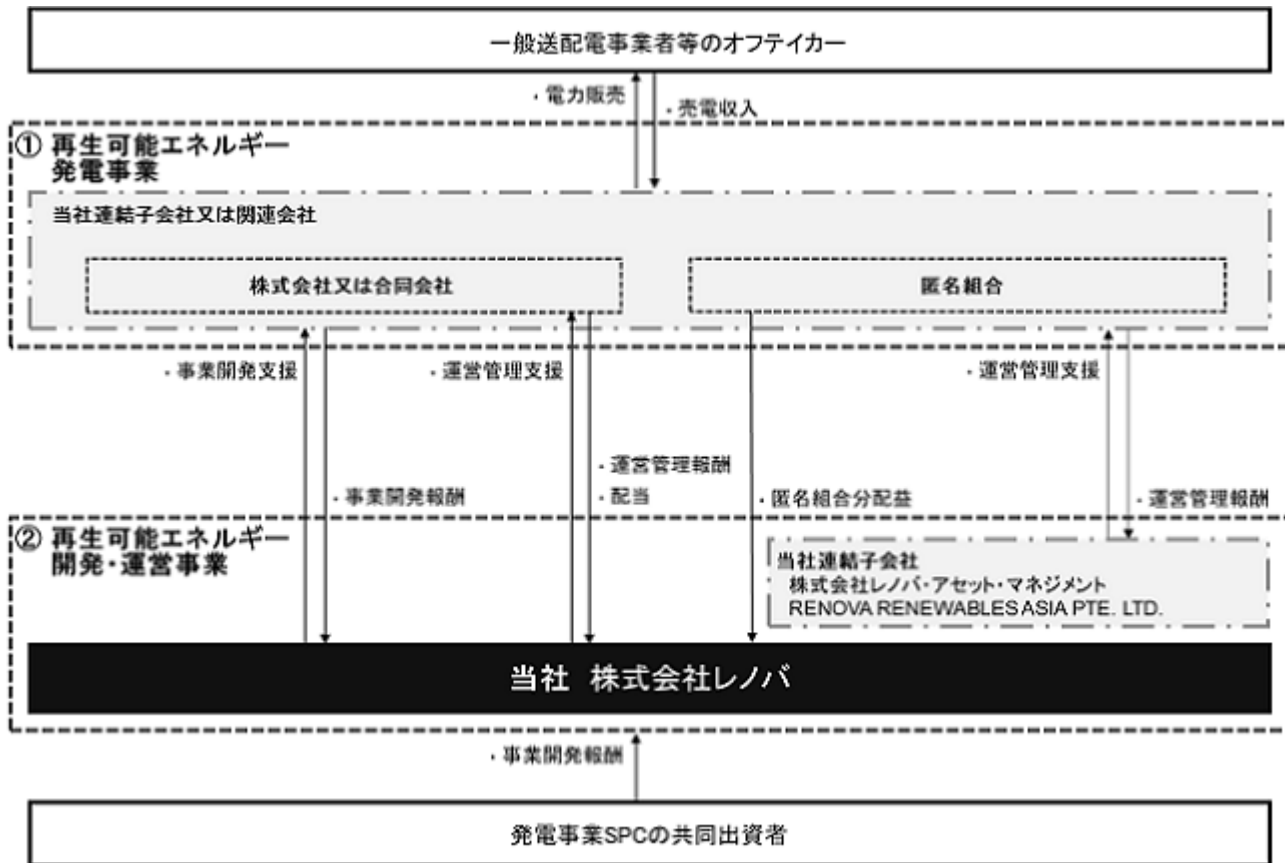 一般送配電事業者等のオフテイカー
・電力販売
・売電収入
① 再生可能エネルギー
発電事業
当社連結子会社又は関連会社
株式会社又は合同会社
匿名組合
・事業開発支援
・運営管理支援
・運営管理支援
・運営管理報酬
・事業開発報酬
・配当
・匿名組合分配益
・運営管理報酬
② 再生可能エネルギー
開発・運営事業
当社連結子会社
株式会社レノバ・アセット・マネジメント
RENOVA RENEWABLES ASIA PTE. LTD.
当社 株式会社レノバ
・事業開発報酬
発電事業SPCの共同出資者